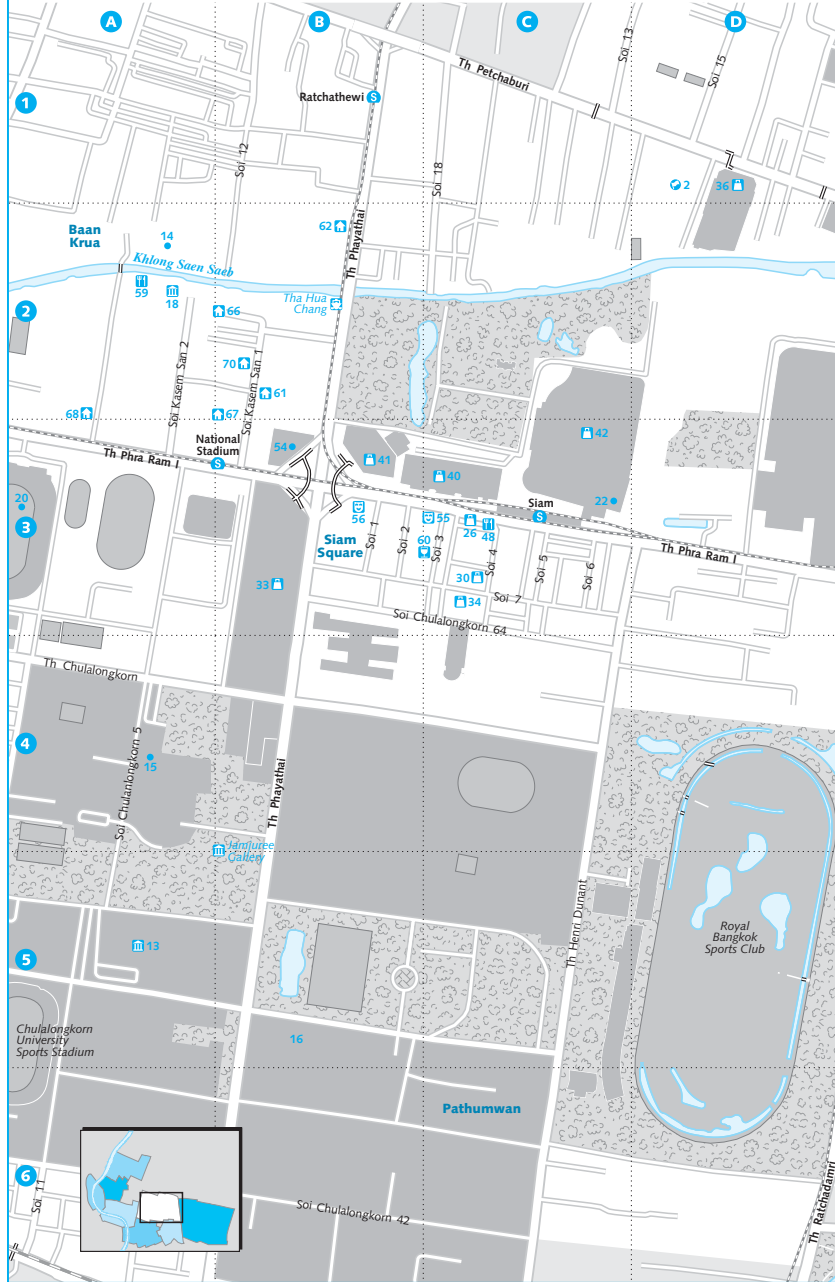 A
B
C
D
Soi 13
Soi 15
Th Petchaburi
1
Ratchathewi
S
Soi 12
Soi 18
2
36
62
Th Phayathai
Baan
Krua
14
Khlong Saen Saeb
59
18
Tha Hua
Chang
2
66
Soi Kasem San 2
70
Soi Kasem San 1
61
68
67
National
Stadium
S
Th Phra Ram I
54
41
42
40
Siam
S
22
20
3
56
Soi 1
Soi 2
55
60
Soi 3
26
48
Soi 4
Siam
Square
Soi 5
Soi 6
Th Phra Ram I
33
30
Soi 7
34
Soi Chulalongkorn 64
Th Chulalongkorn
4
Soi Chulanlongkorn 5
15
Th Phayathai
Jamjuree
Gallery
Th Henri Dunant
Royal
Bangkok
Sports Club
13
5
Chulalongkorn
University
Sports Stadium
16
Pathumwan
6
Soi 11
Soi Chulalongkorn 42
Th Ratchadamri